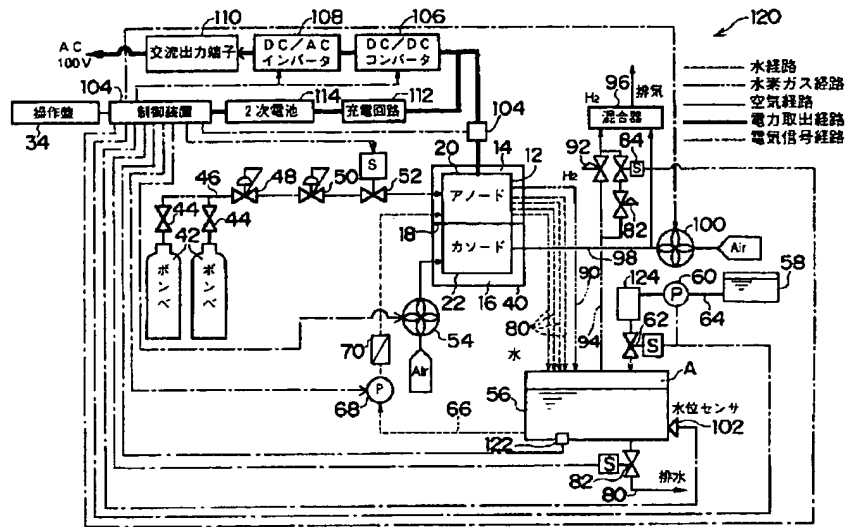 110
108
106
120
AC
100V
交流出力端子
DC/AC
インバータ
DC/DC
コンバータ
水経路
水素ガス経路
空気経路
電力取出経路
電気信号経路
104
114
112
操作盤
制御装置
2次電池
充電回路
34
104
96
排気
H₂
混合器
84
S
92
H₂
82
S
46
48
50
52
44
44
42
ボンベ
ボンベ
20
14
12
アノード
18
カソード
22
16
40
90
98
100
Air
124
60
58
P
64
62
S
94
80
水
54
Air
70
P
68
66
56
A
水位センサ
102
122
S
82
80
排水